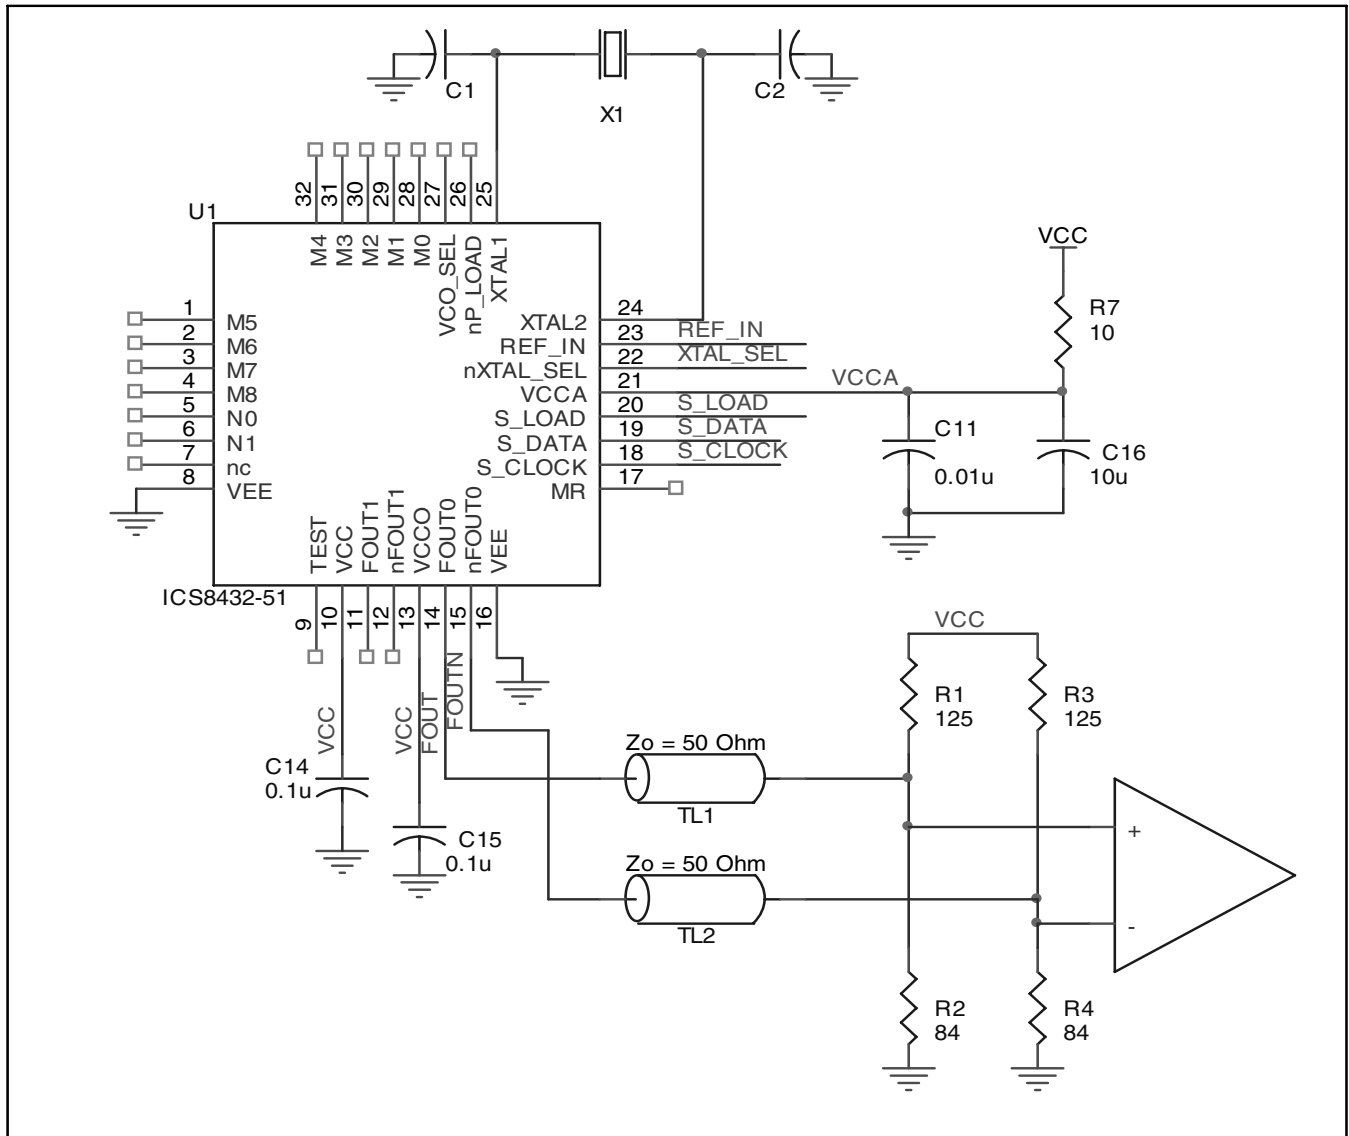 C1
C2
X1
32
31
30
29
28
27
26
25
U1
M4
M3
M2
M1
M0
VCO_SEL
nP_LOAD
XTAL1
VCC
R7
10
1
M5
2
M6
3
M7
4
M8
5
N0
6
N1
7
nc
8
VEE
24
XTAL2
23
REF_IN
REF_IN
22
XTAL_SEL
nXTAL_SEL
21
VCCA
VCCA
20
S_LOAD
S_LOAD
19
S_DATA
S_DATA
18
S_CLOCK
S_CLOCK
17
MR
C11
0.01u
C16
10u
TEST
VCC
FOUT1
nFOUT1
VCCO
FOUT0
nFOUT0
VEE
ICS8432-51
9
10
11
12
13
14
15
16
VCC
VCC
FOUT
FOUTN
C14
0.1u
C15
0.1u
VCC
R1
125
R3
125
Zo = 50 Ohm
TL1
Zo = 50 Ohm
TL2
+
-
R2
84
R4
84